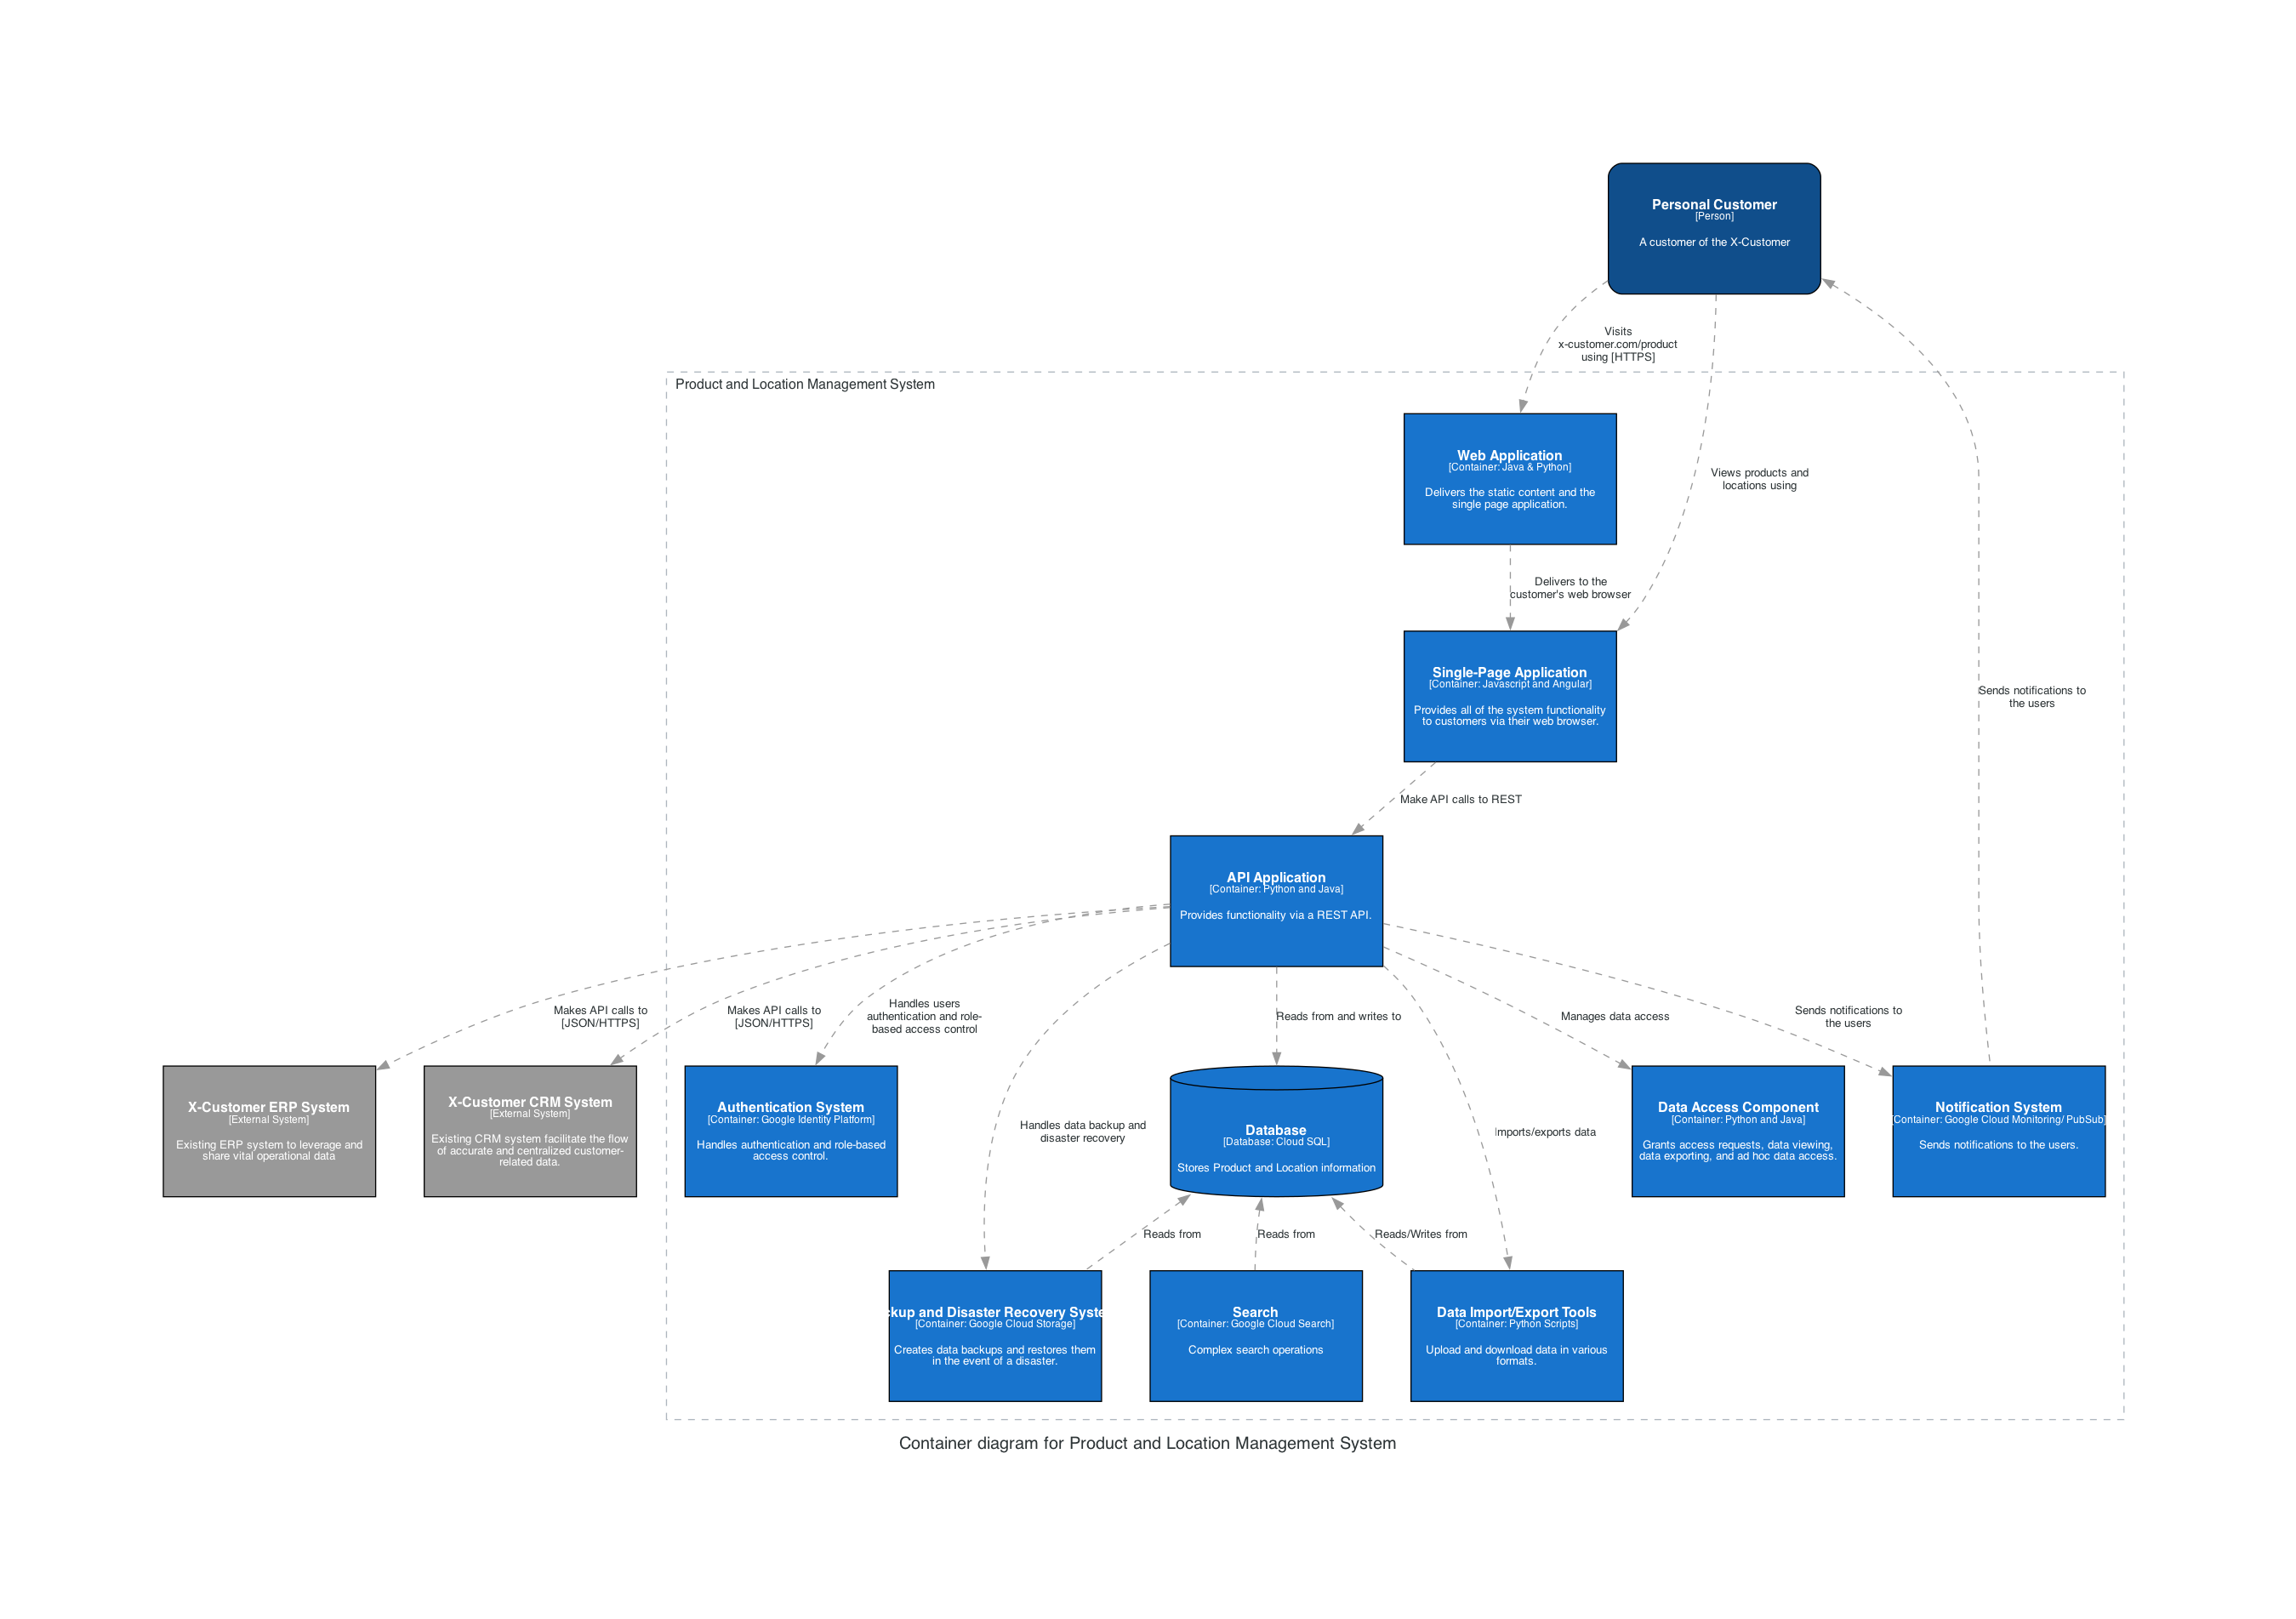 Personal Customer
[Person]
A customer of the X-Customer
Visits
x-customer.com/product
using [HTTPS]
Product and Location Management System
Web Application
[Container: Java & Python]
Delivers the static content and the
single page application.
Views products and
locations using
Delivers to the
customer's web browser
Single-Page Application
[Container: Javascript and Angular]
Provides all of the system functionality
to customers via their web browser.
Sends notifications to
the users
Make API calls to REST
API Application
[Container: Python and Java]
Provides functionality via a REST API.
Makes API calls to
[JSON/HTTPS]
Makes API calls to
[JSON/HTTPS]
Handles users
authentication and role-
based access control
Reads from and writes to
Manages data access
Sends notifications to
the users
X-Customer ERP System
[External System]
Existing ERP system to leverage and
share vital operational data
X-Customer CRM System
[External System]
Existing CRM system facilitate the flow
of accurate and centralized customer-
related data.
Authentication System
[Container: Google Identity Platform]
Handles authentication and role-based
access control.
Handles data backup and
disaster recovery
Database
[Database: Cloud SQL]
Stores Product and Location information
Imports/exports data
Data Access Component
[Container: Python and Java]
Grants access requests, data viewing,
data exporting, and ad hoc data access.
Notification System
[Container: Google Cloud Monitoring/ PubSub]
Sends notifications to the users.
Reads from
Reads from
Reads/Writes from
ckup and Disaster Recovery Syste
[Container: Google Cloud Storage]
Creates data backups and restores them
in the event of a disaster.
Search
[Container: Google Cloud Search]
Complex search operations
Data Import/Export Tools
[Container: Python Scripts]
Upload and download data in various
formats.
Container diagram for Product and Location Management System